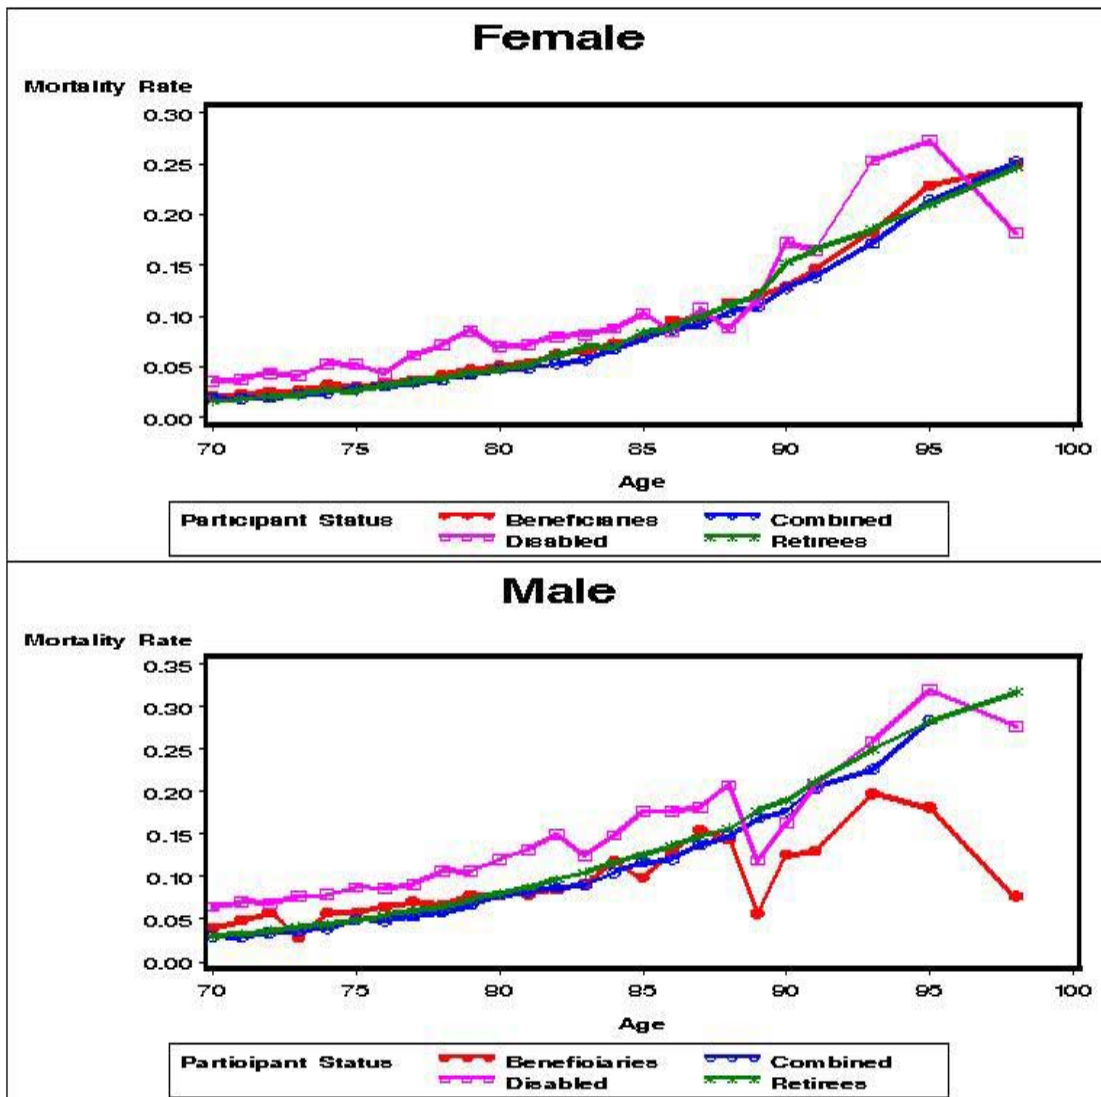 Female
Mortality Rate
0.30
0.25
0.20
0.15
0.10
0.05
0.00
70 75 80 85 90 95 100
Age
Participant Status Beneficiaries Combined
Disabled Retirees
Male
Mortality Rate
0.35
0.30
0.25
0.20
0.15
0.10
0.05
0.00
70 75 80 85 90 95 100
Age
Participant Status Beneficiaries Combined
Disabled Retirees